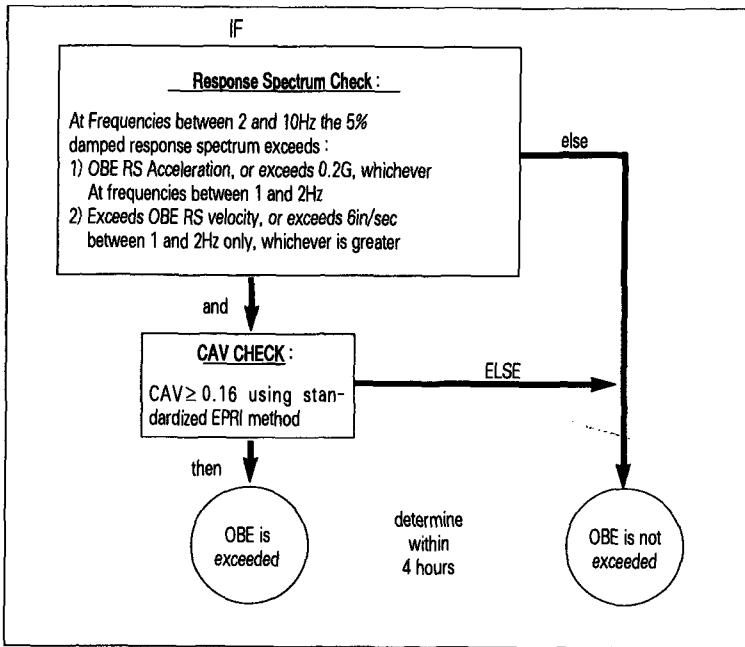 IF
Response Spectrum Check :
At Frequencies between 2 and 10Hz the 5%
damped response spectrum exceeds :
1) OBE RS Acceleration, or exceeds 0.2G, whichever
At frequencies between 1 and 2Hz
2) Exceeds OBE RS velocity, or exceeds 6in/sec
between 1 and 2Hz only, whichever is greater
else
and
CAV CHECK :
CAV≥ 0.16 using stan-
dardized EPRI method
ELSE
then
OBE is
exceeded
determine
within
4 hours
OBE is not
exceeded